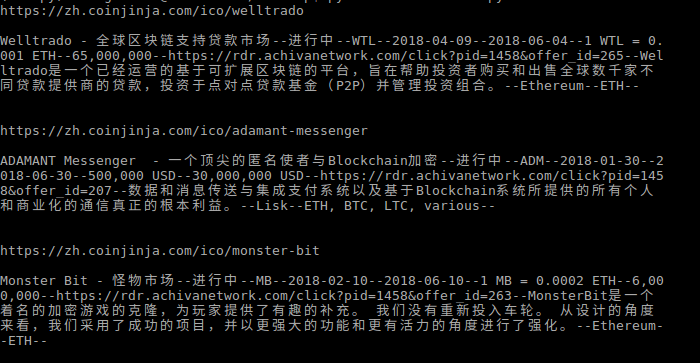 https://zh.coinjinja.com/ico/welltrado
Welltrado - 全球区块链支持贷款市场--进行中--WTL--2018-04-09--2018-06-04--1 WTL = 0.
001 ETH--65,000,000--https://rdr.achivanetwork.com/click?pid=1458&offer_id=265--Wel
ltrado是一个已经运营的基于可扩展区块链的平台，旨在帮助投资者购买和出售全球数千家不
同贷款提供商的贷款，投资于点对点贷款基金（P2P）并管理投资组合。--Ethereum--ETH--
https://zh.coinjinja.com/ico/adamant-messenger
ADAMANT Messenger  - 一个顶尖的匿名使者与Blockchain加密--进行中--ADM--2018-01-30--2
018-06-30--500,000 USD--30,000,000 USD--https://rdr.achivanetwork.com/click?pid=145
8&offer_id=207--数据和消息传送与集成支付系统以及基于Blockchain系统所提供的所有个人
和商业化的通信真正的根本利益。--Lisk--ETH, BTC, LTC, various--
https://zh.coinjinja.com/ico/monster-bit
Monster Bit - 怪物市场--进行中--MB--2018-02-10--2018-06-10--1 MB = 0.0002 ETH--6,00
0,000--https://rdr.achivanetwork.com/click?pid=1458&offer_id=263--MonsterBit是一个
着名的加密游戏的克隆，为玩家提供了有趣的补充。 我们没有重新投入车轮。 从设计的角度
来看，我们采用了成功的项目，并以更强大的功能和更有活力的角度进行了强化。--Ethereum-
-ETH--